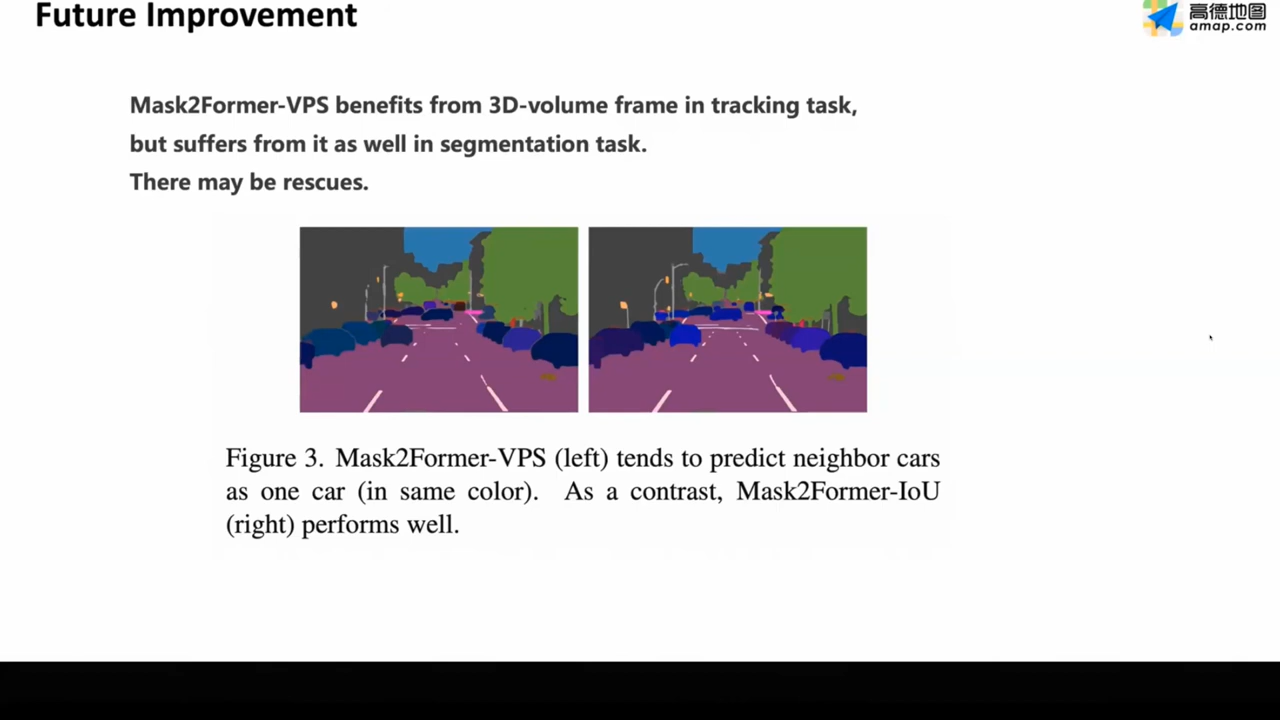 Future Improvement
高德地图
amap.com
Mask2Former-VPS benefits from 3D-volume frame in tracking task,
but suffers from it as well in segmentation task.
There may be rescues.
Figure 3. Mask2Former-VPS (left) tends to predict neighbor cars
as one car (in same color). As a contrast, Mask2Former-IoU
(right) performs well.